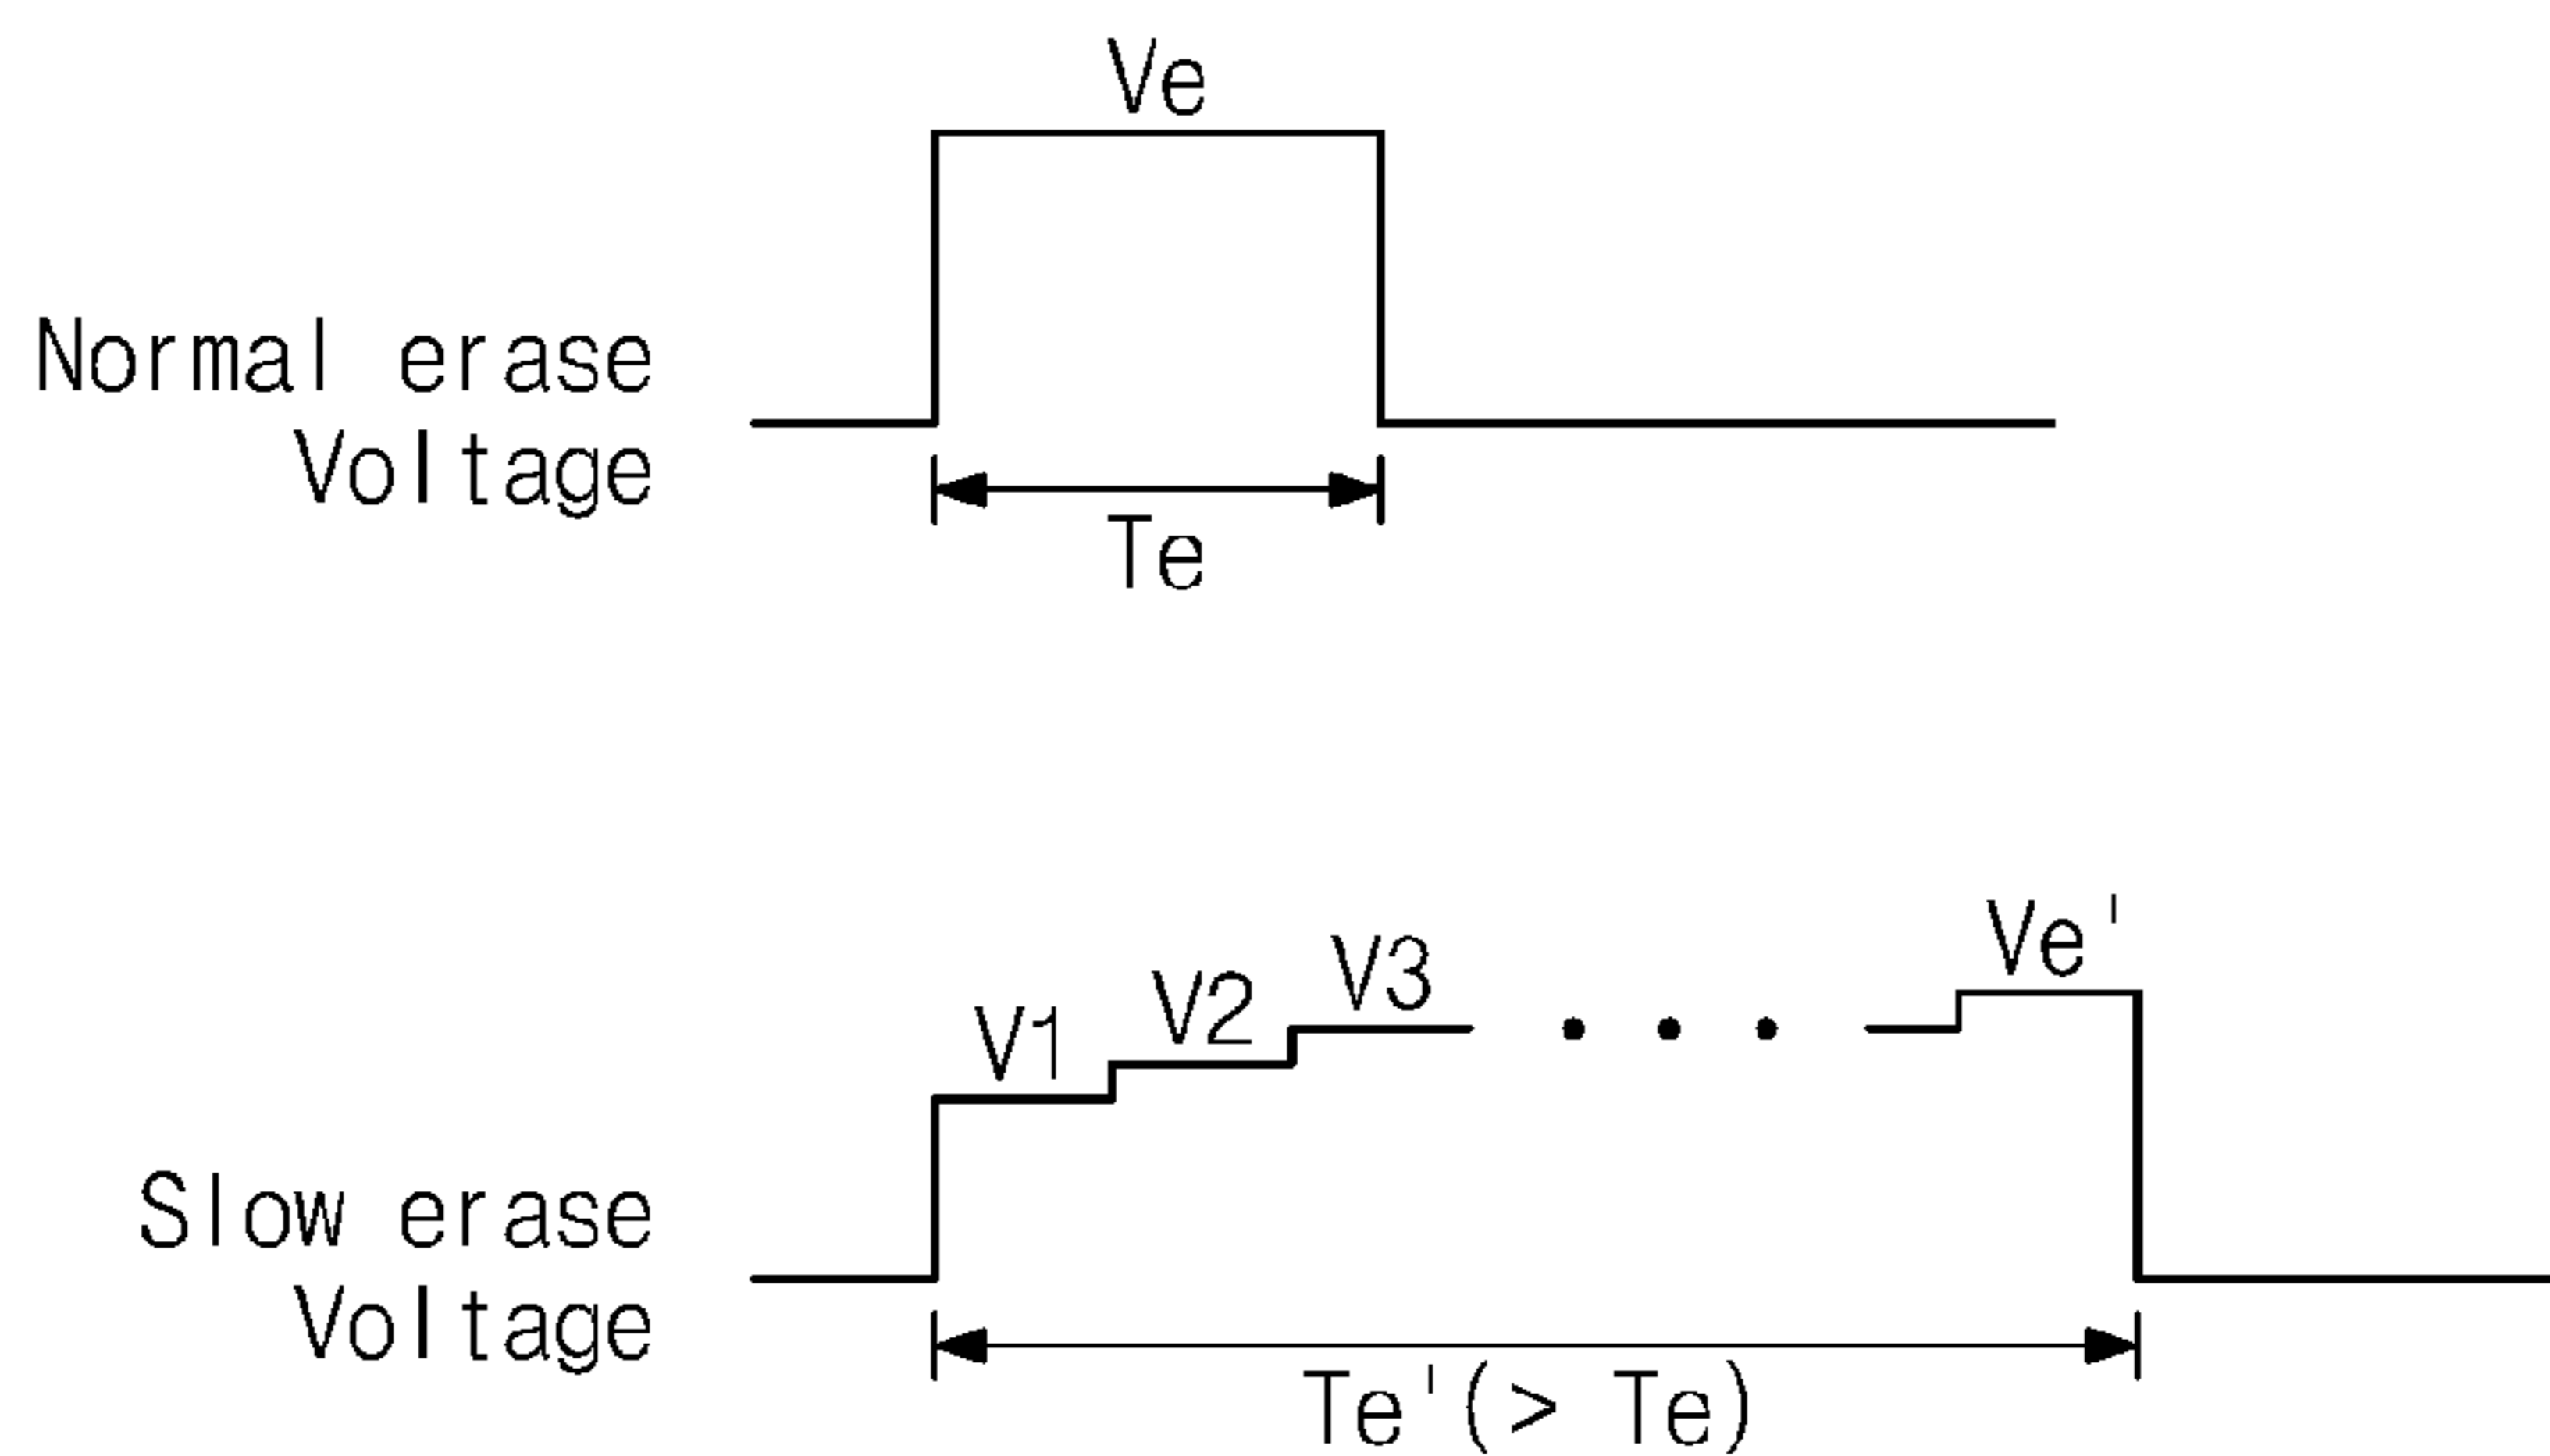 Ve
Normal erase
Voltage
Te
Ve'
V3
V2
V1
Slow erase
Voltage
Te'(> Te)